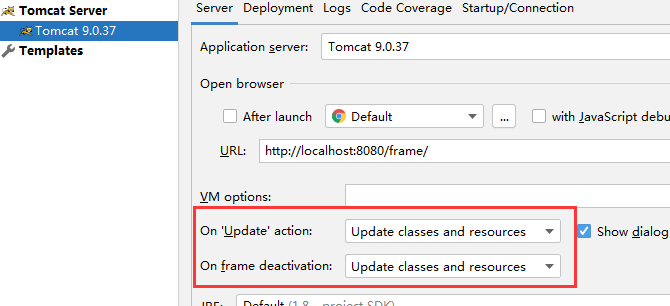 Tomcat Server
Tomcat 9.0.37
Templates
Server Deployment Logs Code Coverage Startup/Connection
Application server: Tomcat 9.0.37
Open browser
After launch Default ... with JavaScript debu
URL: http://localhost:8080/frame/
VM options:
On 'Update' action: Update classes and resources Show dialog
On frame deactivation: Update classes and resources
JRE: Default (1.8 - project SDK)